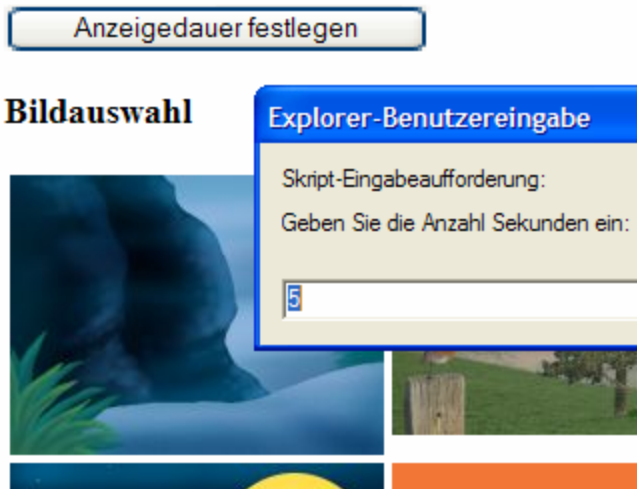 Anzeigedauer festlegen
Bildauswahl
Explorer-Benutzereingabe
Skript-Eingabeaufforderung:
Geben Sie die Anzahl Sekunden ein:
5